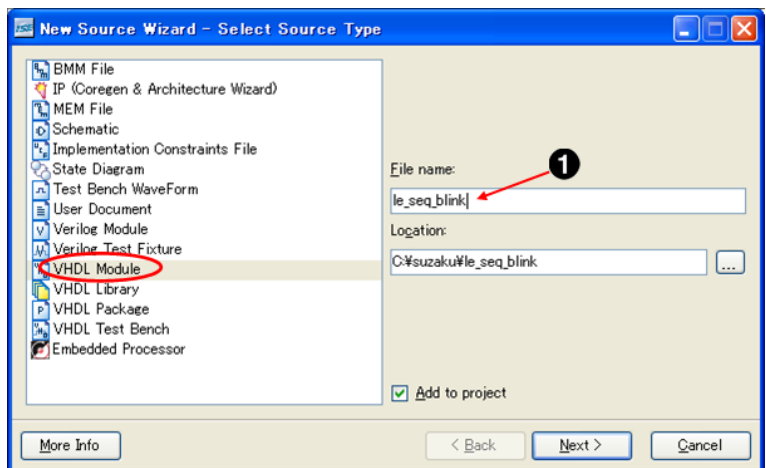 ISE New Source Wizard - Select Source Type
BMM File
IP (Coregen & Architecture Wizard)
MEM File
Schematic
Implementation Constraints File
State Diagram
Test Bench WaveForm
User Document
Verilog Module
Verilog Test Fixture
VHDL Module
VHDL Library
VHDL Package
VHDL Test Bench
Embedded Processor
1
File name:
le_seq_blink
Location:
C:¥suzaku¥le_seq_blink
...
Add to project
More Info
< Back
Next >
Cancel